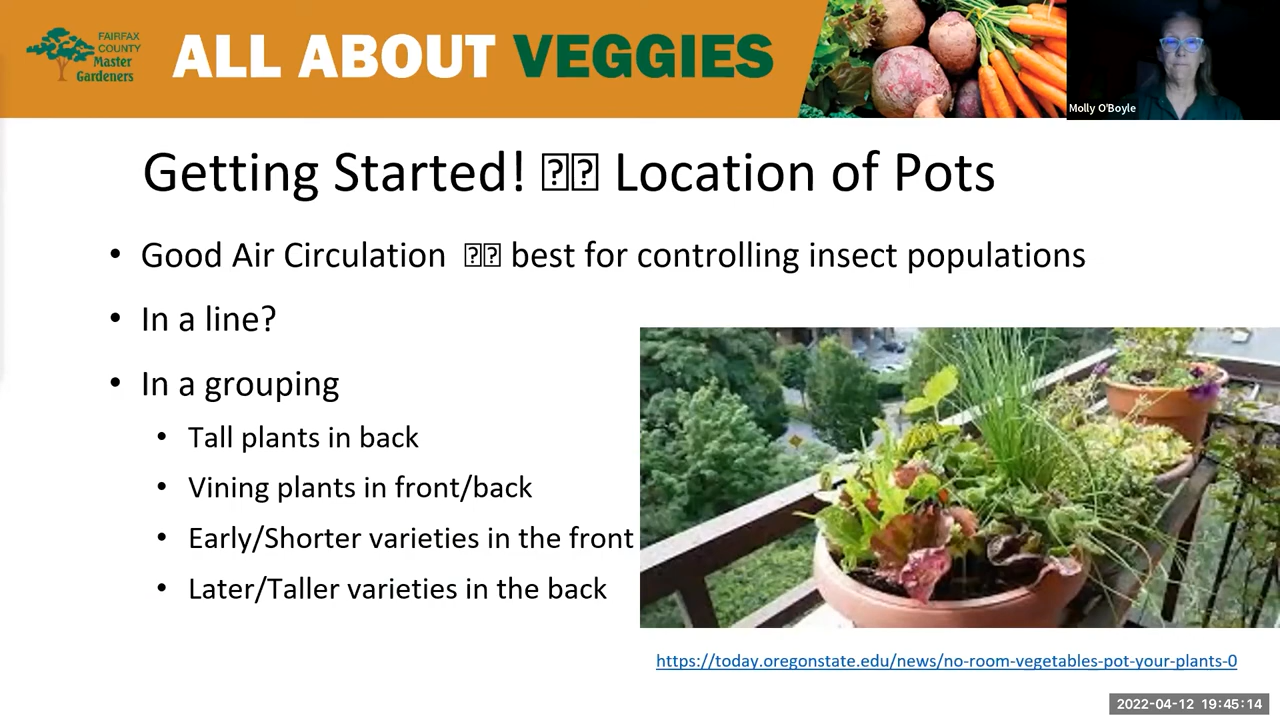 FAIRFAX
COUNTY
Master
Gardeners
ALL ABOUT VEGGIES
Molly O'Boyle
Getting Started! ⍰⍰ Location of Pots
• Good Air Circulation ⍰⍰ best for controlling insect populations
• In a line?
• In a grouping
• Tall plants in back
• Vining plants in front/back
• Early/Shorter varieties in the front
• Later/Taller varieties in the back
https://today.oregonstate.edu/news/no-room-vegetables-pot-your-plants-0
2022-04-12 19:45:14